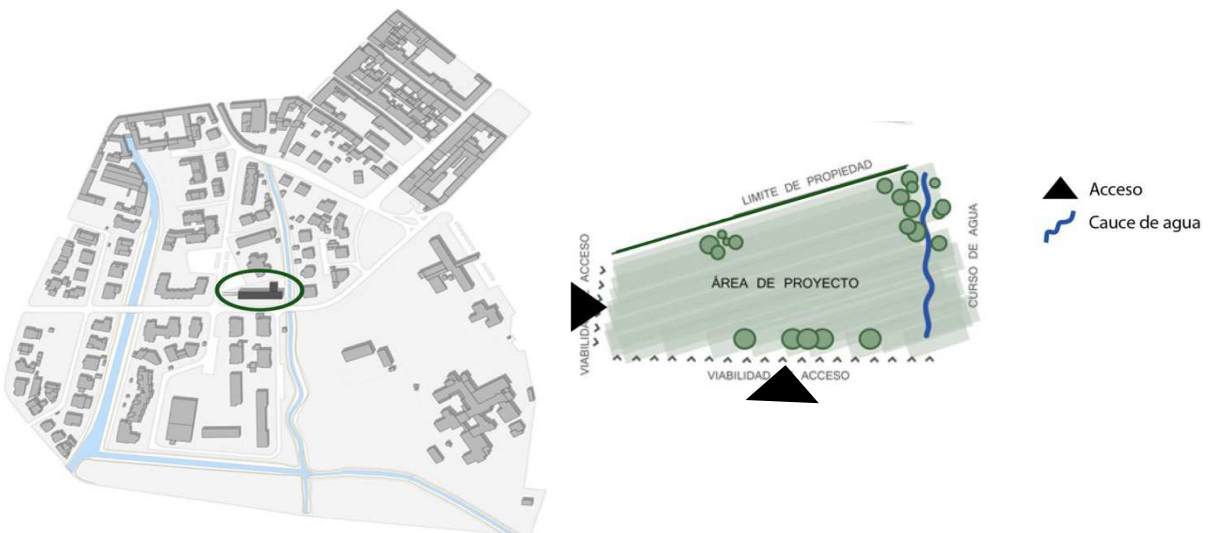 LIMITE DE PROPIEDAD
VIABILIDAD ACCESO
ÁREA DE PROYECTO
CURSO DE AGUA
VIABILIDAD ACCESO
Acceso
Cauce de agua